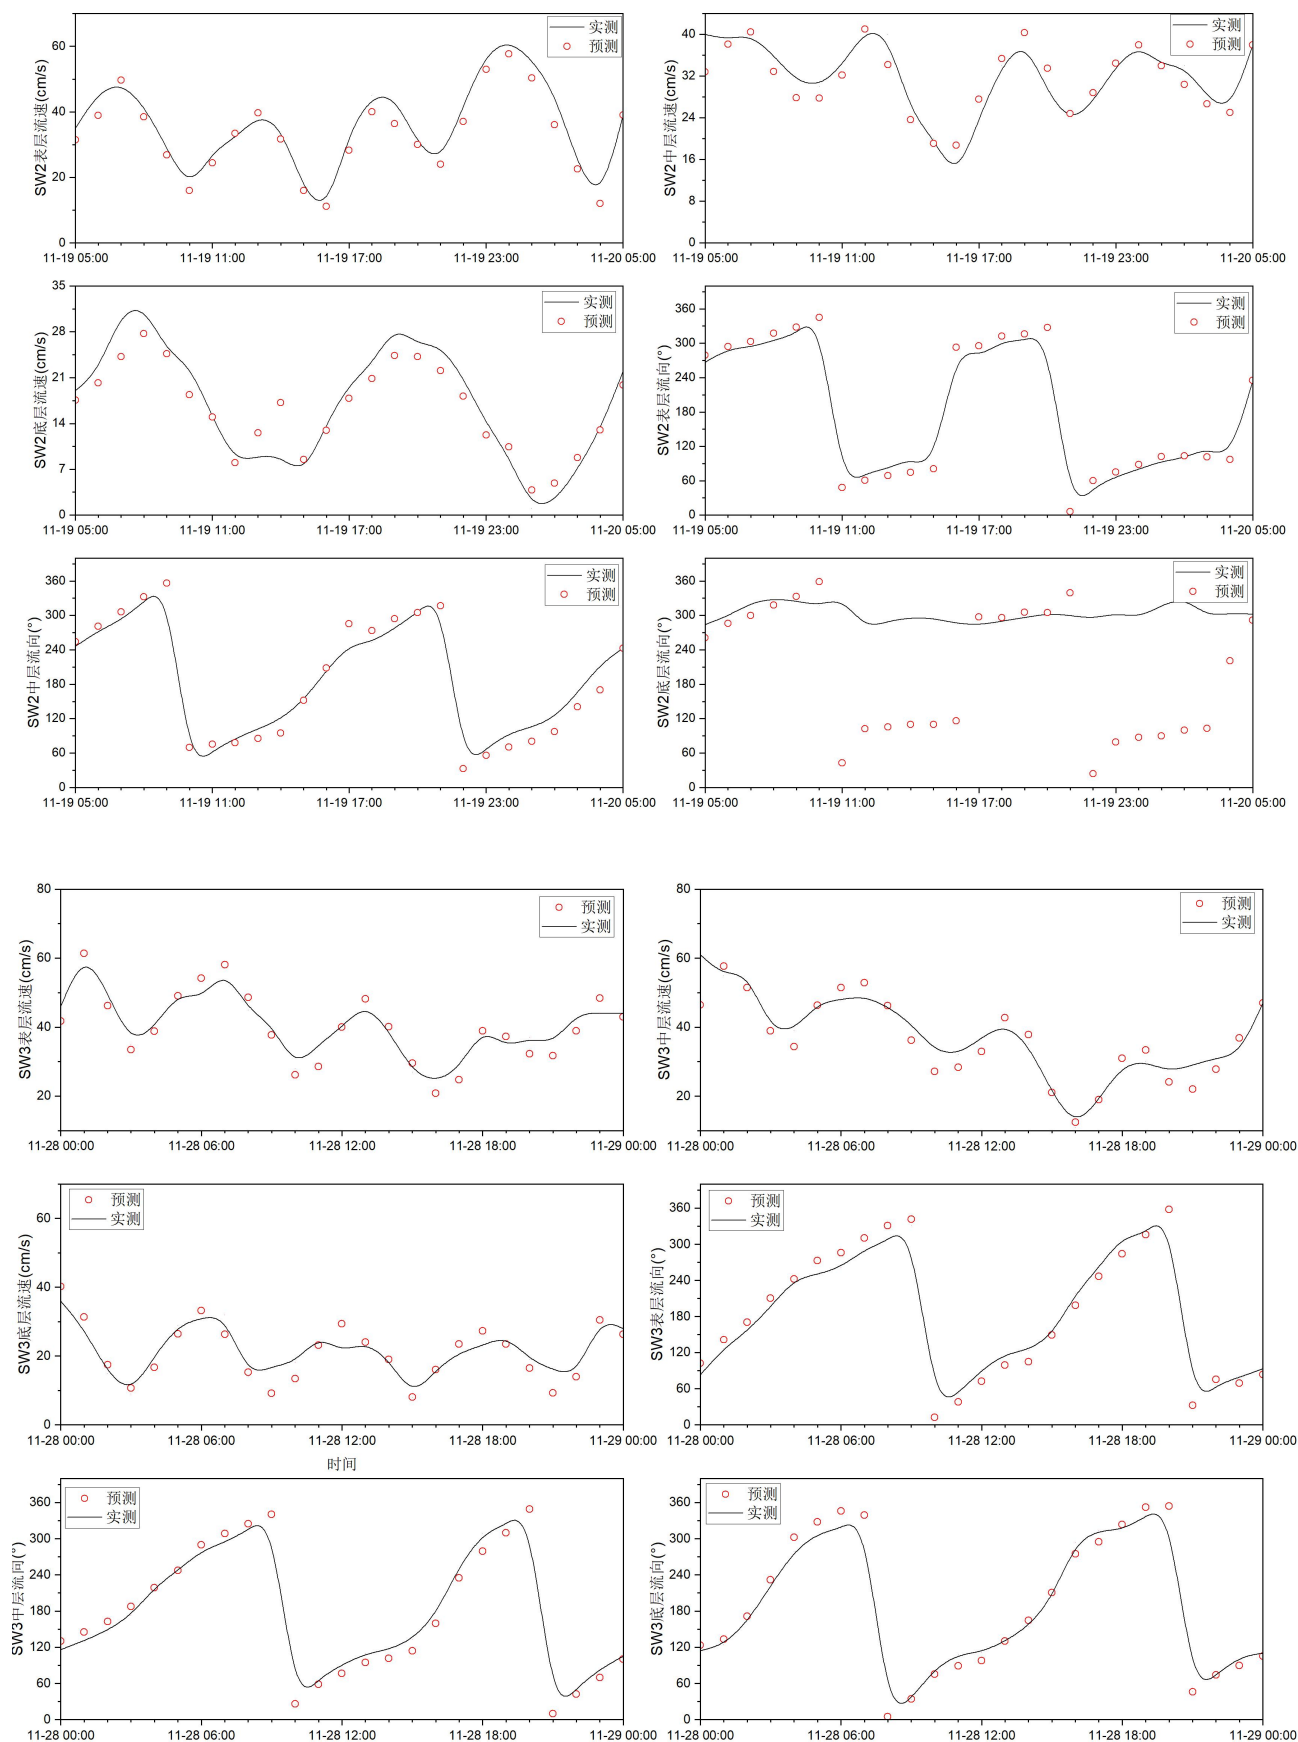 实测
预测
SW2表层流速(cm/s)
60
40
20
0
11-19 05:00 11-19 11:00 11-19 17:00 11-19 23:00 11-20 05:00
实测
预测
SW2中层流速(cm/s)
40
32
24
16
8
0
11-19 05:00 11-19 11:00 11-19 17:00 11-19 23:00 11-20 05:00
实测
预测
SW2底层流速(cm/s)
35
28
21
14
7
0
11-19 05:00 11-19 11:00 11-19 17:00 11-19 23:00 11-20 05:00
实测
预测
SW2表层流向(°)
360
300
240
180
120
60
0
11-19 05:00 11-19 11:00 11-19 17:00 11-19 23:00 11-20 05:00
实测
预测
SW2中层流向(°)
360
300
240
180
120
60
0
11-19 05:00 11-19 11:00 11-19 17:00 11-19 23:00 11-20 05:00
实测
预测
SW2底层流向(°)
360
300
240
180
120
60
0
11-19 05:00 11-19 11:00 11-19 17:00 11-19 23:00 11-20 05:00
预测
实测
SW3表层流速(cm/s)
80
60
40
20
11-28 00:00 11-28 06:00 11-28 12:00 11-28 18:00 11-29 00:00
预测
实测
SW3中层流速(cm/s)
80
60
40
20
11-28 00:00 11-28 06:00 11-28 12:00 11-28 18:00 11-29 00:00
预测
实测
SW3底层流速(cm/s)
60
40
20
0
11-28 00:00 11-28 06:00 11-28 12:00 11-28 18:00 11-29 00:00
时间
预测
实测
SW3表层流向(°)
360
300
240
180
120
60
0
11-28 00:00 11-28 06:00 11-28 12:00 11-28 18:00 11-29 00:00
预测
实测
SW3中层流向(°)
360
300
240
180
120
60
0
11-28 00:00 11-28 06:00 11-28 12:00 11-28 18:00 11-29 00:00
预测
实测
SW3底层流向(°)
360
300
240
180
120
60
0
11-28 00:00 11-28 06:00 11-28 12:00 11-28 18:00 11-29 00:00